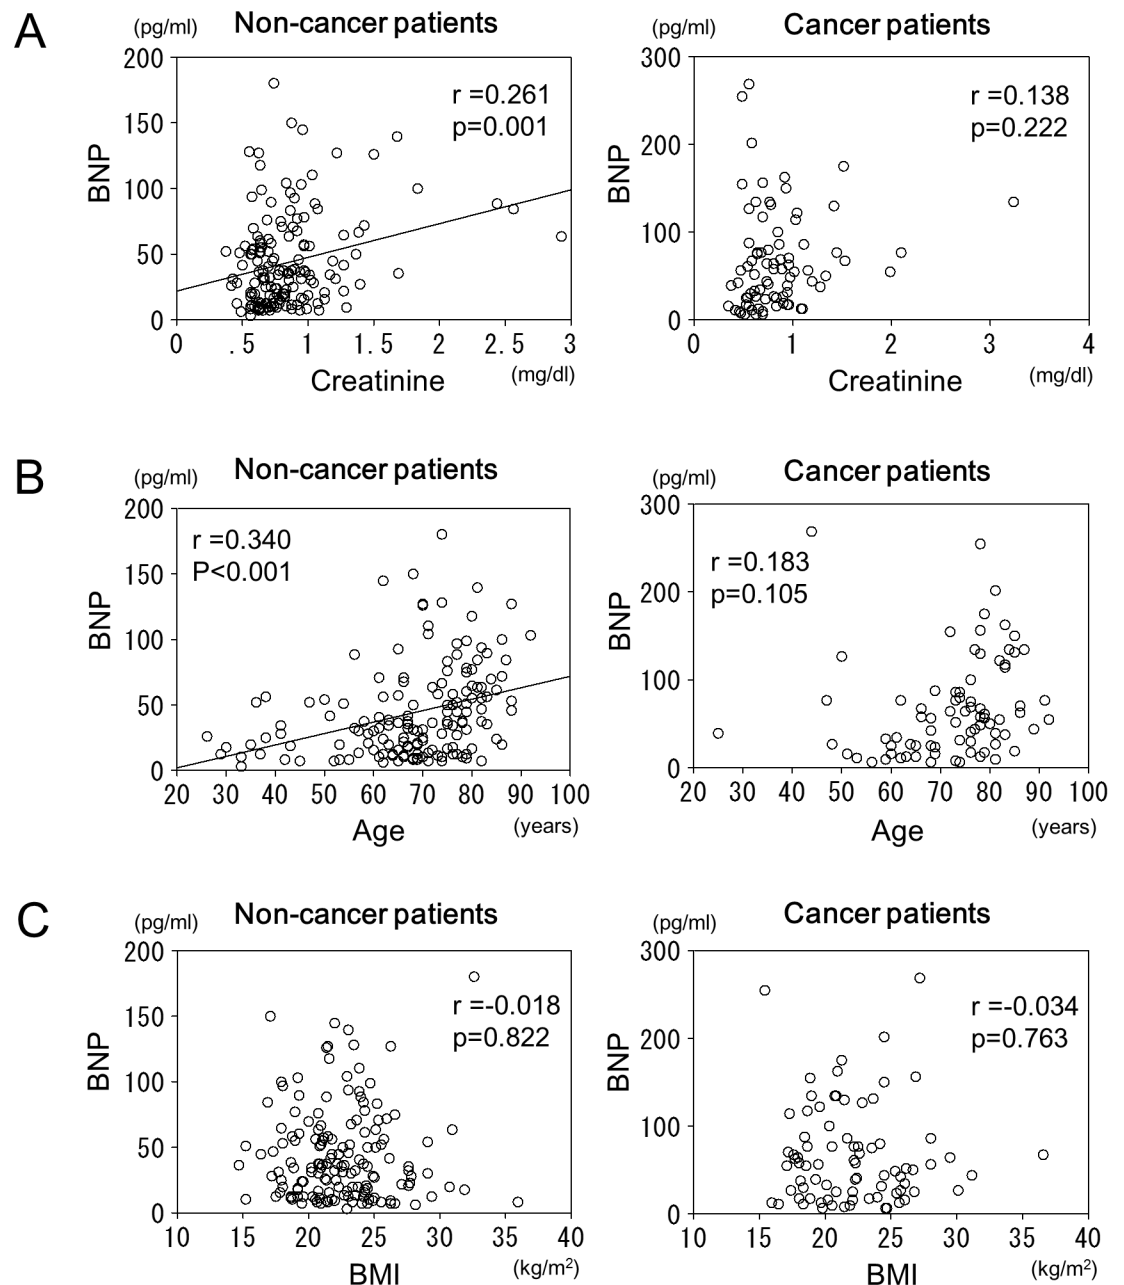 A
(pg/ml) Non-cancer patients
200
150
100
50
0
BNP
r =0.261
p=0.001
0 .5 1 1.5 2 2.5 3
Creatinine (mg/dl)
(pg/ml) Cancer patients
300
200
100
0
BNP
r =0.138
p=0.222
0 1 2 3 4
Creatinine (mg/dl)
B
(pg/ml) Non-cancer patients
200
150
100
50
0
BNP
r =0.340
P<0.001
20 30 40 50 60 70 80 90 100
Age (years)
(pg/ml) Cancer patients
300
200
100
0
BNP
r =0.183
p=0.105
20 30 40 50 60 70 80 90 100
Age (years)
C
(pg/ml) Non-cancer patients
200
150
100
50
0
BNP
r =-0.018
p=0.822
10 15 20 25 30 35 40
BMI (kg/m²)
(pg/ml) Cancer patients
300
200
100
0
BNP
r =-0.034
p=0.763
10 15 20 25 30 35 40
BMI (kg/m²)